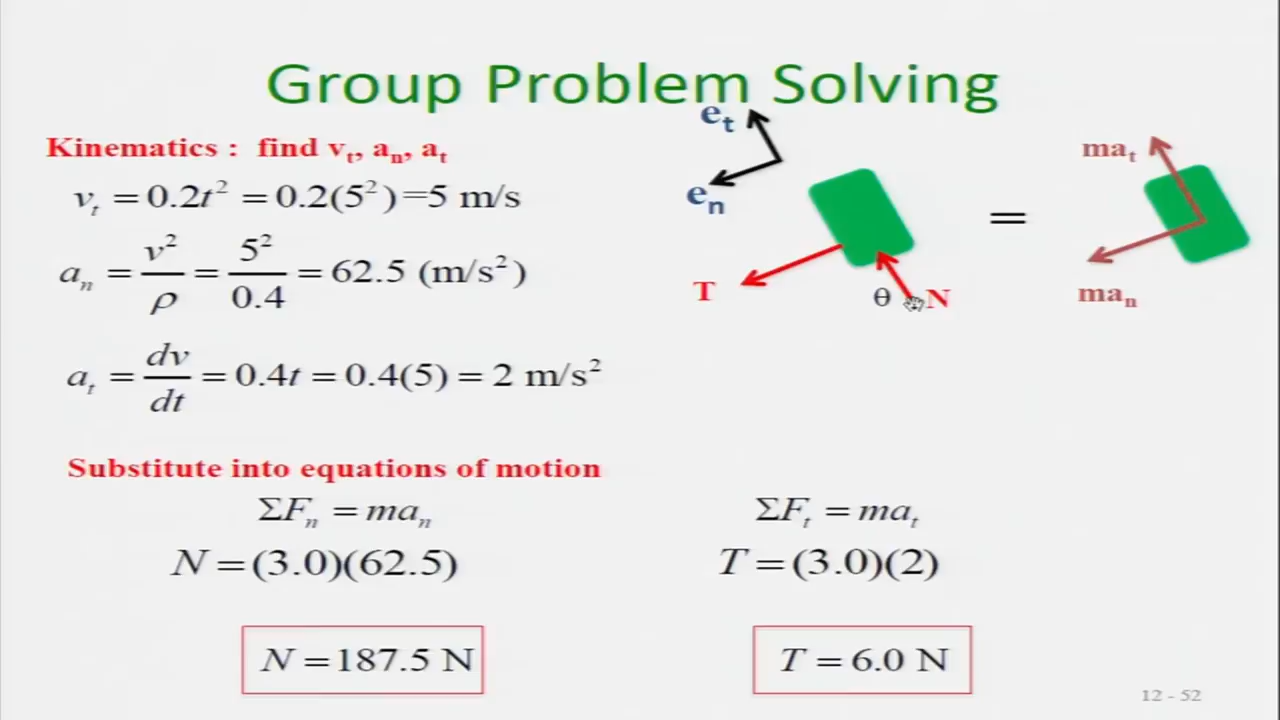 Group Problem Solving
Kinematics : find vₜ, aₙ, aₜ
vₜ = 0.2t² = 0.2(5²)=5 m/s
aₙ = v²/ρ = 5²/0.4 = 62.5 (m/s²)
aₜ = dv/dt = 0.4t = 0.4(5) = 2 m/s²
eₜ
eₙ
T
θ
N
=
maₜ
maₙ
Substitute into equations of motion
ΣFₙ = maₙ
N = (3.0)(62.5)
N = 187.5 N
ΣFₜ = maₜ
T = (3.0)(2)
T = 6.0 N
12 - 52